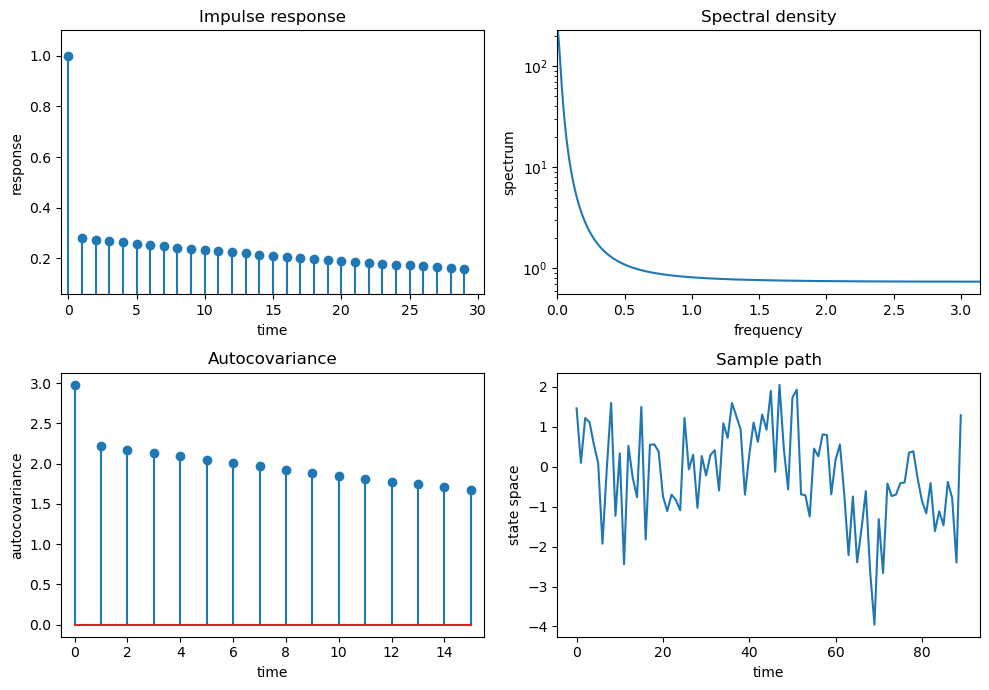 Impulse response
1.0
0.8
0.6
0.4
0.2
response
0 5 10 15 20 25 30
time
Spectral density
10²
10¹
10⁰
spectrum
0.0 0.5 1.0 1.5 2.0 2.5 3.0
frequency
Autocovariance
3.0
2.5
2.0
1.5
1.0
0.5
0.0
autocovariance
0 2 4 6 8 10 12 14
time
Sample path
2
1
0
−1
−2
−3
−4
state space
0 20 40 60 80
time